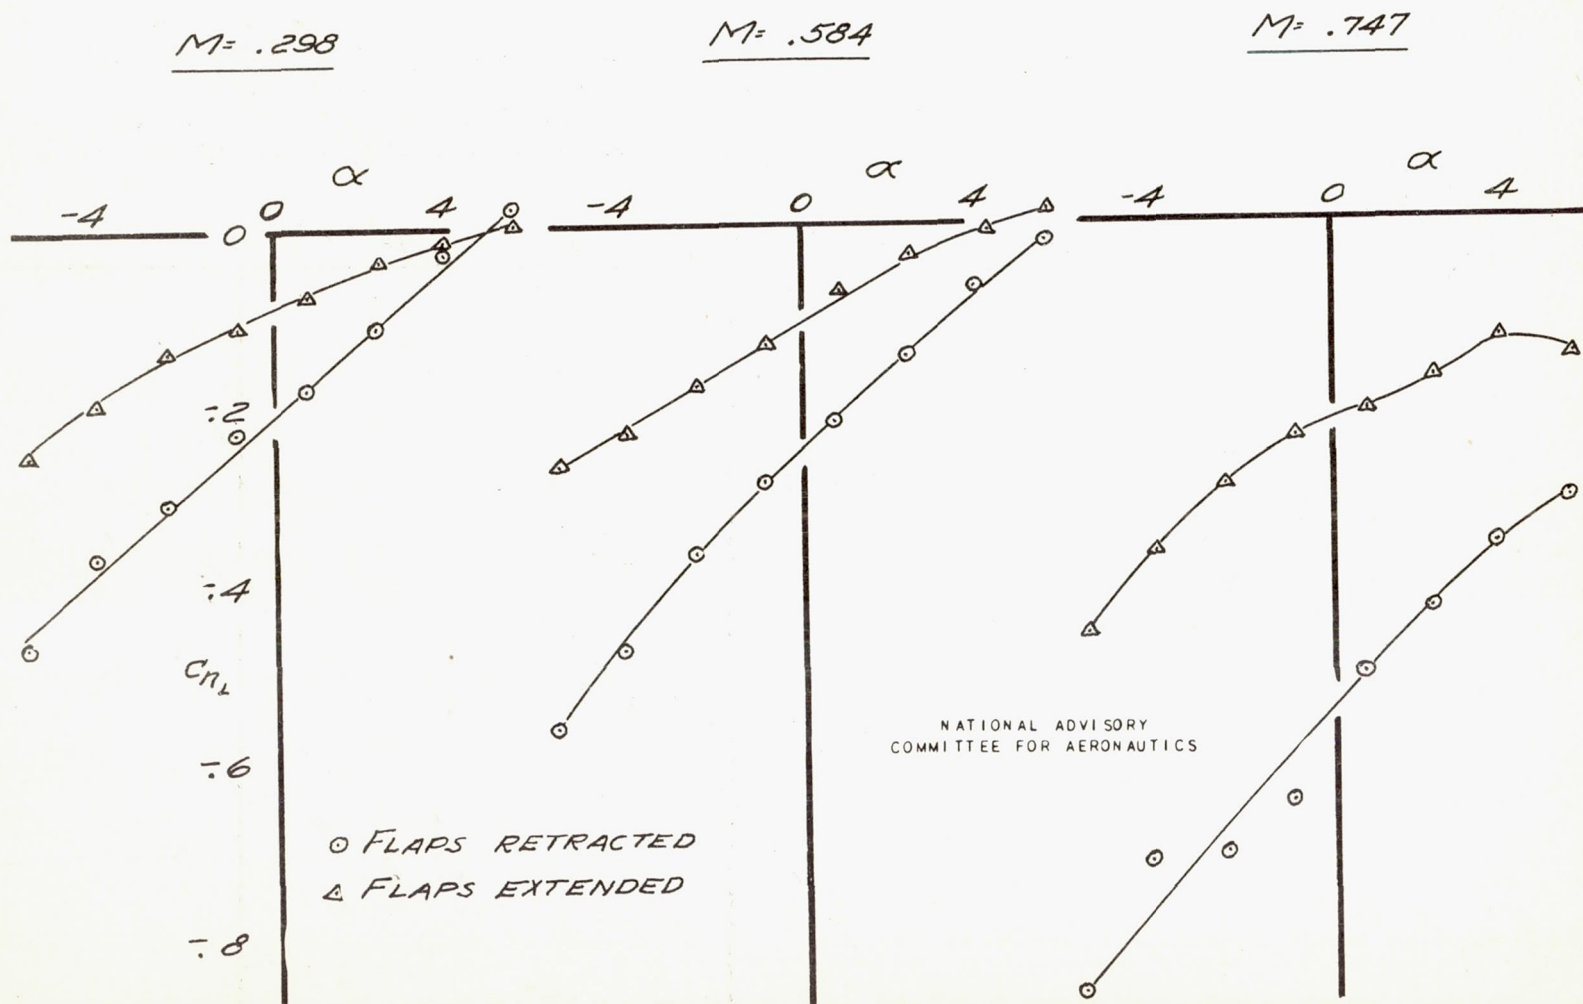 M= .298
M= .584
M= .747
α
α
α
-4 0 4
-4 0 4
-4 0 4
0
-.2
-.4
Cn₁
-.6
-.8
NATIONAL ADVISORY
COMMITTEE FOR AERONAUTICS
⊙ FLAPS RETRACTED
△ FLAPS EXTENDED